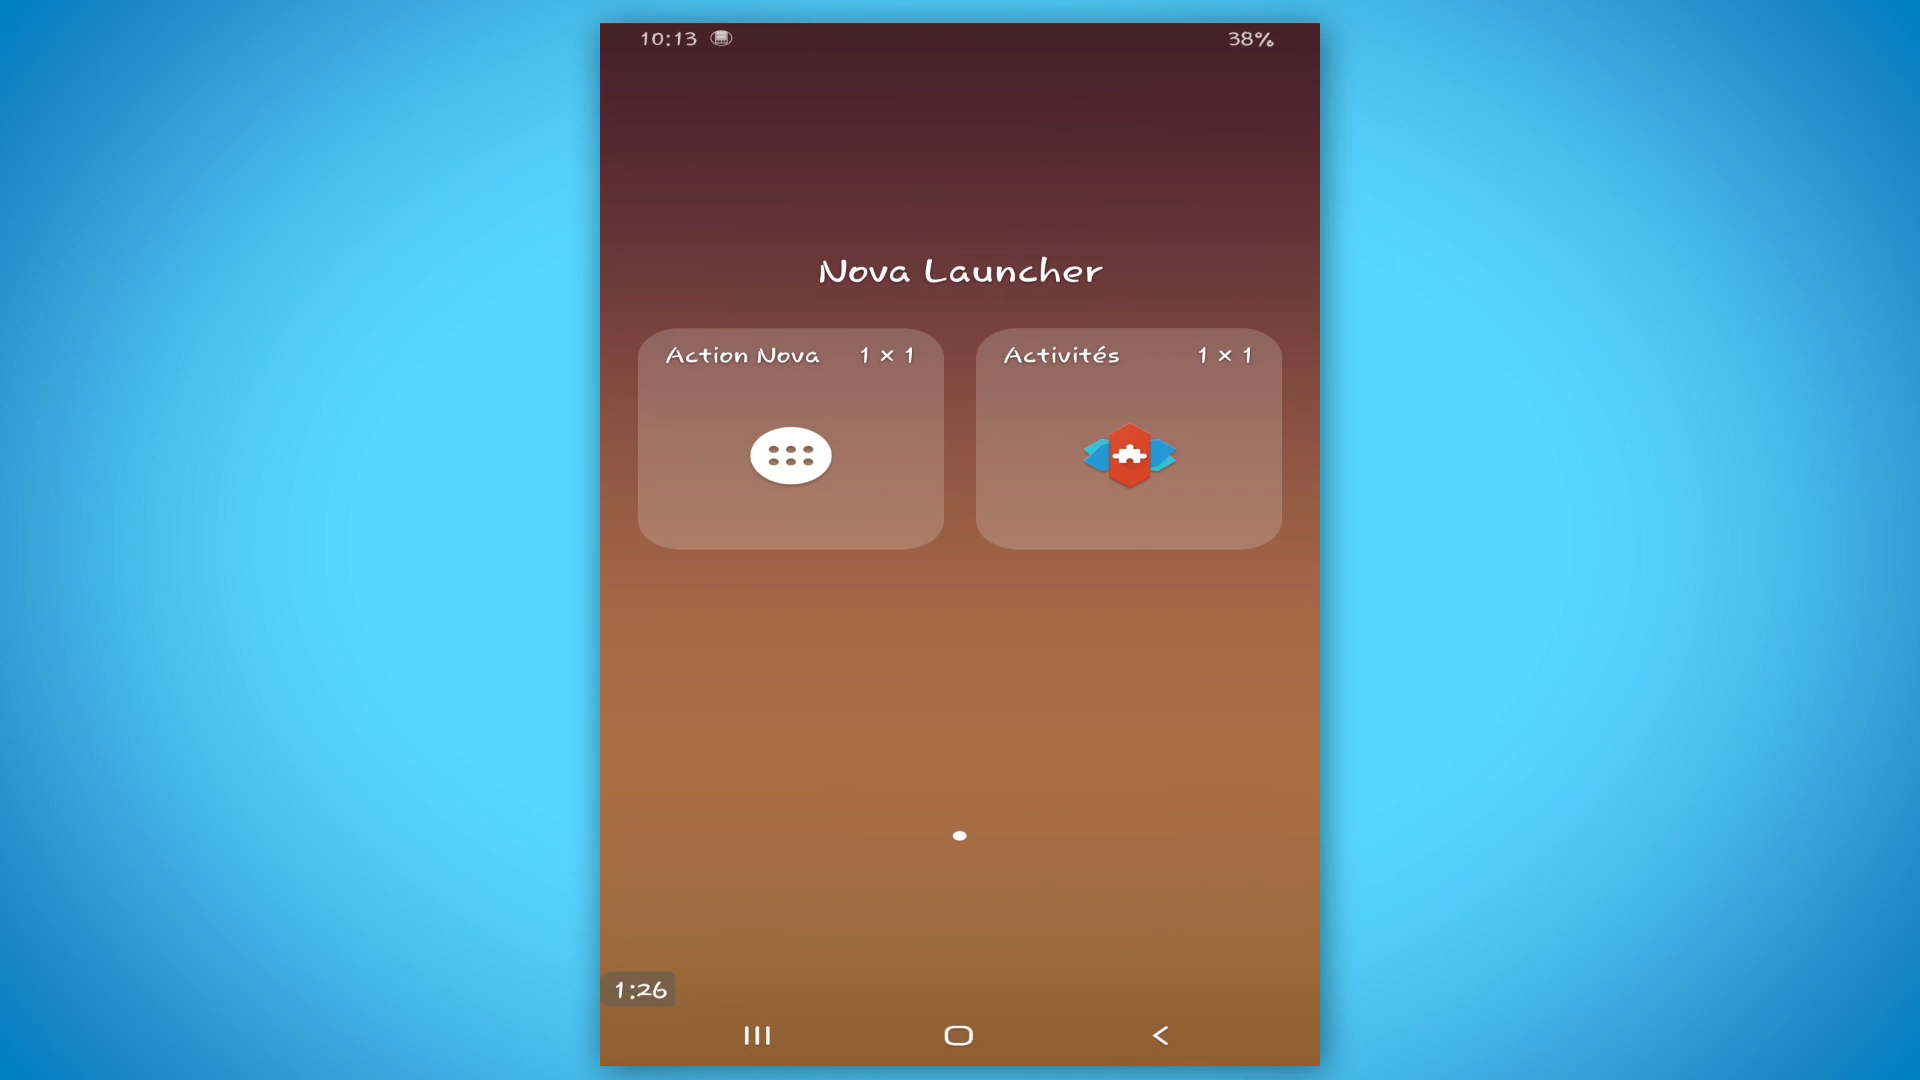 10:13
38%
Nova Launcher
Action Nova 1 × 1
Activités 1 × 1
1:26